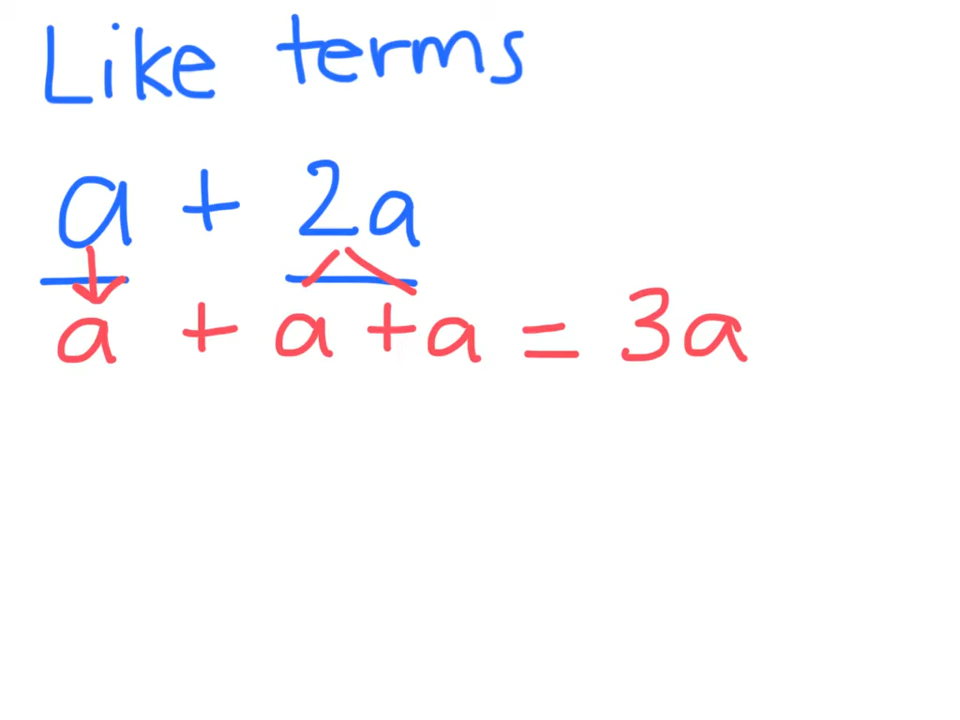 Like terms
a + 2a
a + a + a = 3a